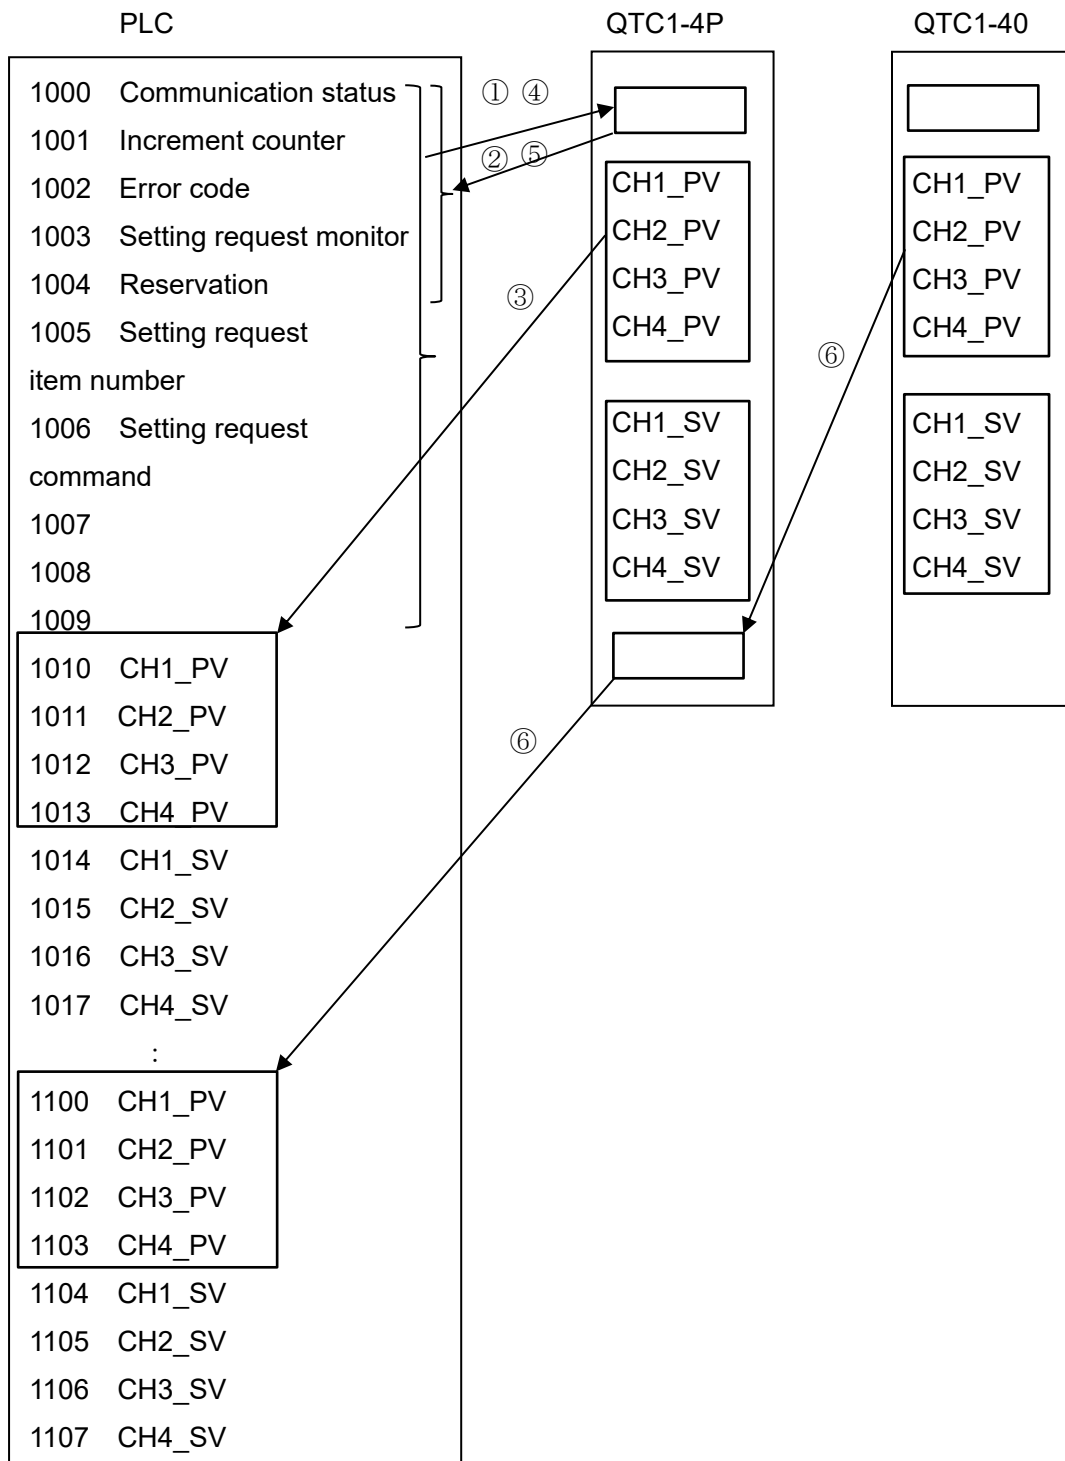 PLC
QTC1-4P
QTC1-40
1000 Communication status
1001 Increment counter
1002 Error code
1003 Setting request monitor
1004 Reservation
1005 Setting request
item number
1006 Setting request
command
1007
1008
1009
1010 CH1_PV
1011 CH2_PV
1012 CH3_PV
1013 CH4_PV
1014 CH1_SV
1015 CH2_SV
1016 CH3_SV
1017 CH4_SV
:
1100 CH1_PV
1101 CH2_PV
1102 CH3_PV
1103 CH4_PV
1104 CH1_SV
1105 CH2_SV
1106 CH3_SV
1107 CH4_SV
① ④
② ⑤
③
⑥
CH1_PV
CH2_PV
CH3_PV
CH4_PV
CH1_SV
CH2_SV
CH3_SV
CH4_SV
⑥
CH1_PV
CH2_PV
CH3_PV
CH4_PV
CH1_SV
CH2_SV
CH3_SV
CH4_SV